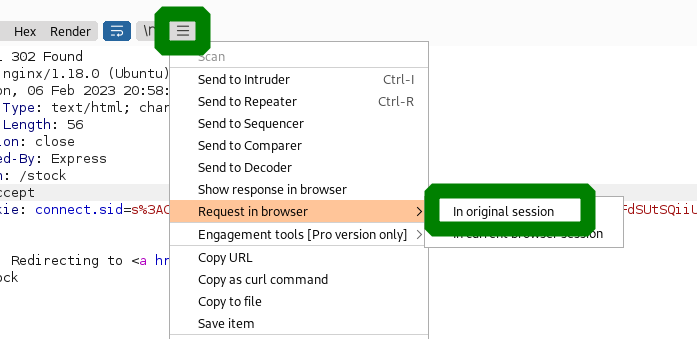 Hex Render \n
302 Found
nginx/1.18.0 (Ubuntu)
on, 06 Feb 2023 20:58:
Type: text/html; char
Length: 56
ion: close
ed-By: Express
n: /stock
ccept
kie: connect.sid=s%3AC FdSUtSQiiU
Redirecting to <a hr
ock
Scan
Send to Intruder Ctrl-I
Send to Repeater Ctrl-R
Send to Sequencer
Send to Comparer
Send to Decoder
Show response in browser
Request in browser >
Engagement tools [Pro version only] >
Copy URL
Copy as curl command
Copy to file
Save item
In original session
In current browser session